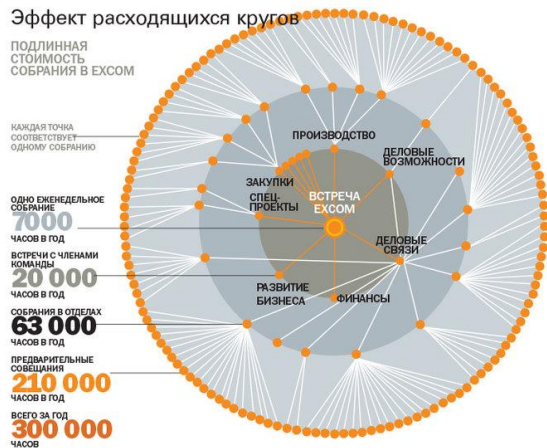 Эффект расходящихся кругов
ПОДЛИННАЯ
СТОИМОСТЬ
СОБРАНИЯ В EXCOM
КАЖДАЯ ТОЧКА
СООТВЕТСТВУЕТ
ОДНОМУ СОБРАНИЮ
ОДНО ЕЖЕНЕДЕЛЬНОЕ
СОБРАНИЕ
7000
ЧАСОВ В ГОД
ВСТРЕЧИ С ЧЛЕНАМИ
КОМАНДЫ
20 000
ЧАСОВ В ГОД
СОБРАНИЯ В ОТДЕЛАХ
63 000
ЧАСОВ В ГОД
ПРЕДВАРИТЕЛЬНЫЕ
СОВЕЩАНИЯ
210 000
ЧАСОВ В ГОД
ВСЕГО ЗА ГОД
300 000
ЧАСОВ
ПРОИЗВОДСТВО
ДЕЛОВЫЕ
ВОЗМОЖНОСТИ
ЗАКУПКИ
СПЕЦ-
ПРОЕКТЫ
ВСТРЕЧА
EXCOM
ДЕЛОВЫЕ
СВЯЗИ
РАЗВИТИЕ
БИЗНЕСА
ФИНАНСЫ